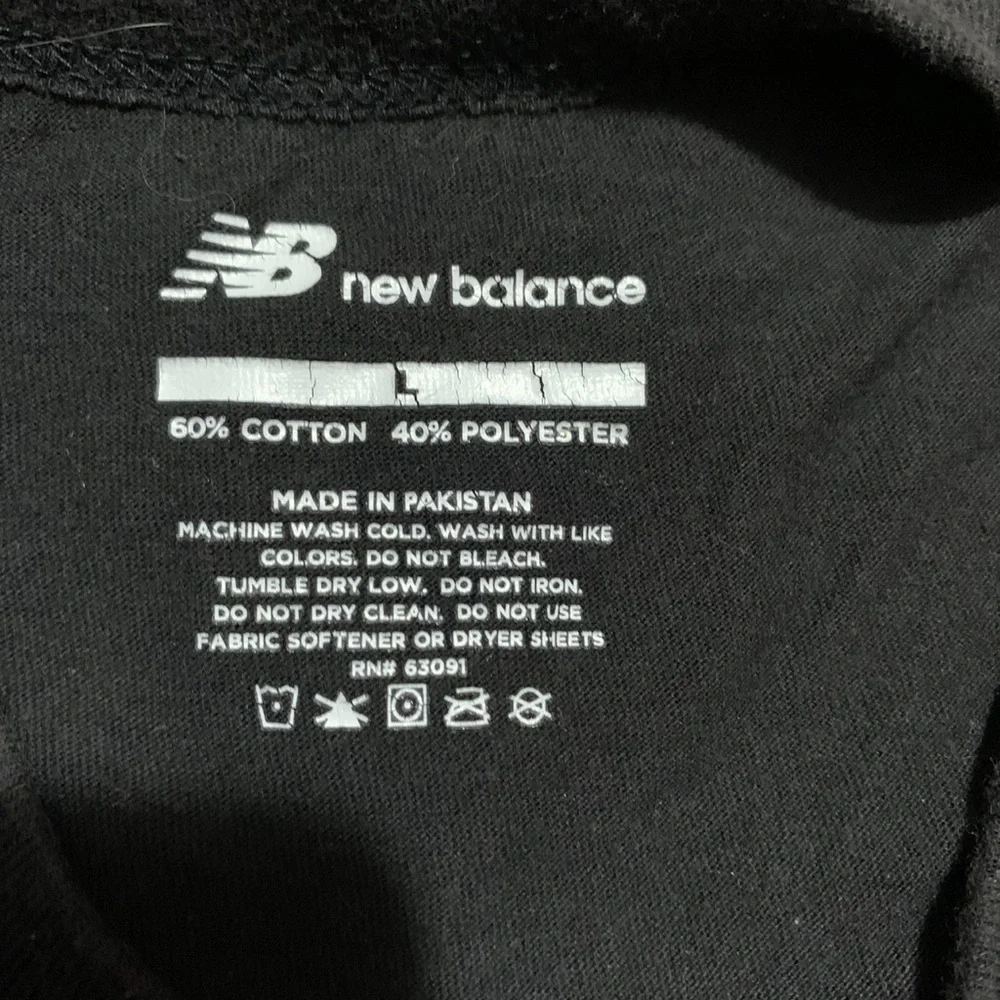 NB new balance
L
60% COTTON 40% POLYESTER
MADE IN PAKISTAN
MACHINE WASH COLD. WASH WITH LIKE
COLORS. DO NOT BLEACH.
TUMBLE DRY LOW. DO NOT IRON.
DO NOT DRY CLEAN. DO NOT USE
FABRIC SOFTENER OR DRYER SHEETS
RN# 63091